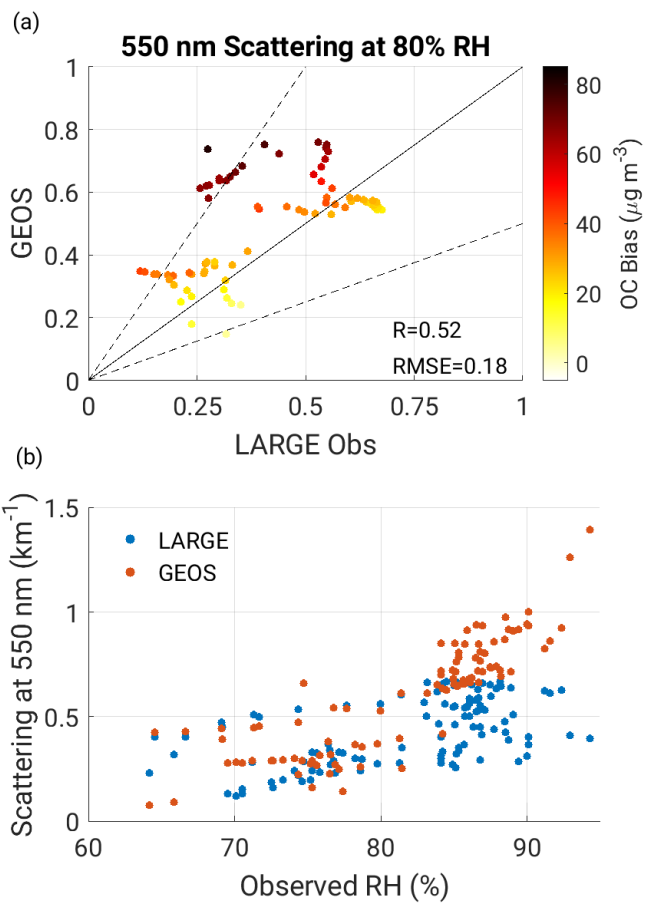 (a)
550 nm Scattering at 80% RH
1
0.8
0.6
0.4
0.2
0
GEOS
0 0.25 0.5 0.75 1
LARGE Obs
R=0.52
RMSE=0.18
80
60
40
20
0
OC Bias (μg m-3)
(b)
1.5
1
0.5
0
Scattering at 550 nm (km-1)
LARGE
GEOS
60 70 80 90
Observed RH (%)